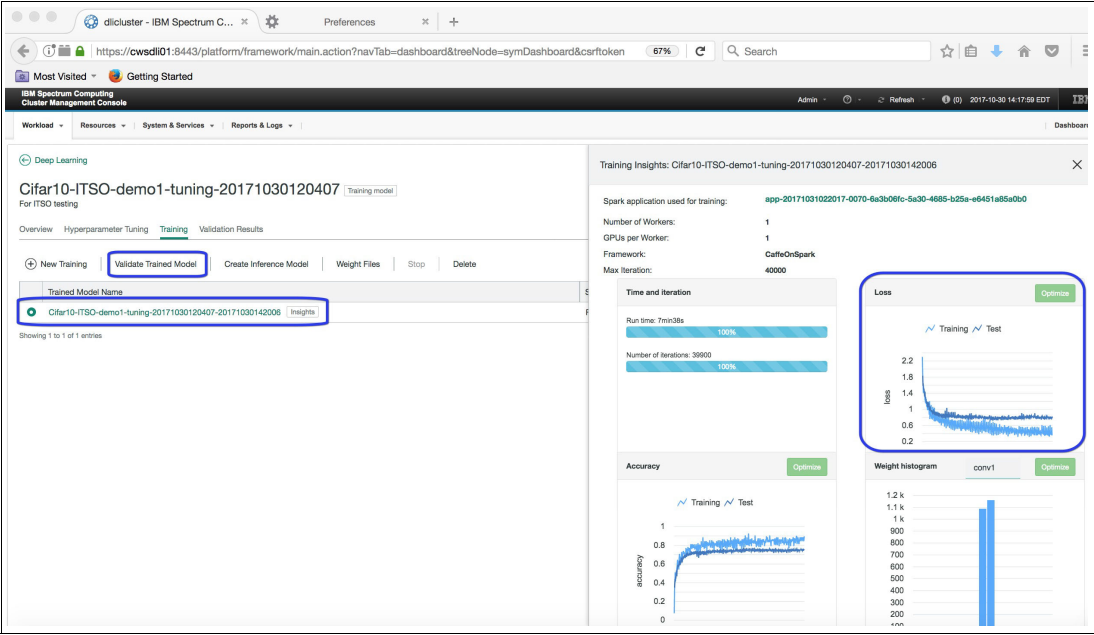 dlicluster - IBM Spectrum C... ×
Preferences ×
https://cwsdli01:8443/platform/framework/main.action?navTab=dashboard&treeNode=symDashboard&csrftoken 67% Search
Most Visited Getting Started
IBM Spectrum Computing
Cluster Management Console
Admin Refresh (0) 2017-10-30 14:17:59 EDT IBM
Workload Resources System & Services Reports & Logs Dashboar
Deep Learning
Cifar10-ITSO-demo1-tuning-20171030120407 Training model
For ITSO testing
Overview Hyperparameter Tuning Training Validation Results
New Training Validate Trained Model Create Inference Model Weight Files Stop Delete
Trained Model Name S
Cifar10-ITSO-demo1-tuning-20171030120407-20171030142006 Insights F
Showing 1 to 1 of 1 entries
Training Insights: Cifar10-ITSO-demo1-tuning-20171030120407-20171030142006
Spark application used for training: app-20171031022017-0070-6a3b06fc-5a30-4685-b25a-e6451a85a0b0
Number of Workers: 1
GPUs per Worker: 1
Framework: CaffeOnSpark
Max Iteration: 40000
Time and iteration
Run time: 7min38s
100%
Number of iterations: 39900
100%
Loss Optimize
Training Test
2.2
1.8
1.4
1
0.6
0.2
loss
Accuracy Optimize
Training Test
1
0.8
0.6
0.4
0.2
0
accuracy
Weight histogram conv1 Optimize
1.2 k
1.1 k
1 k
900
800
700
600
500
400
300
200
100